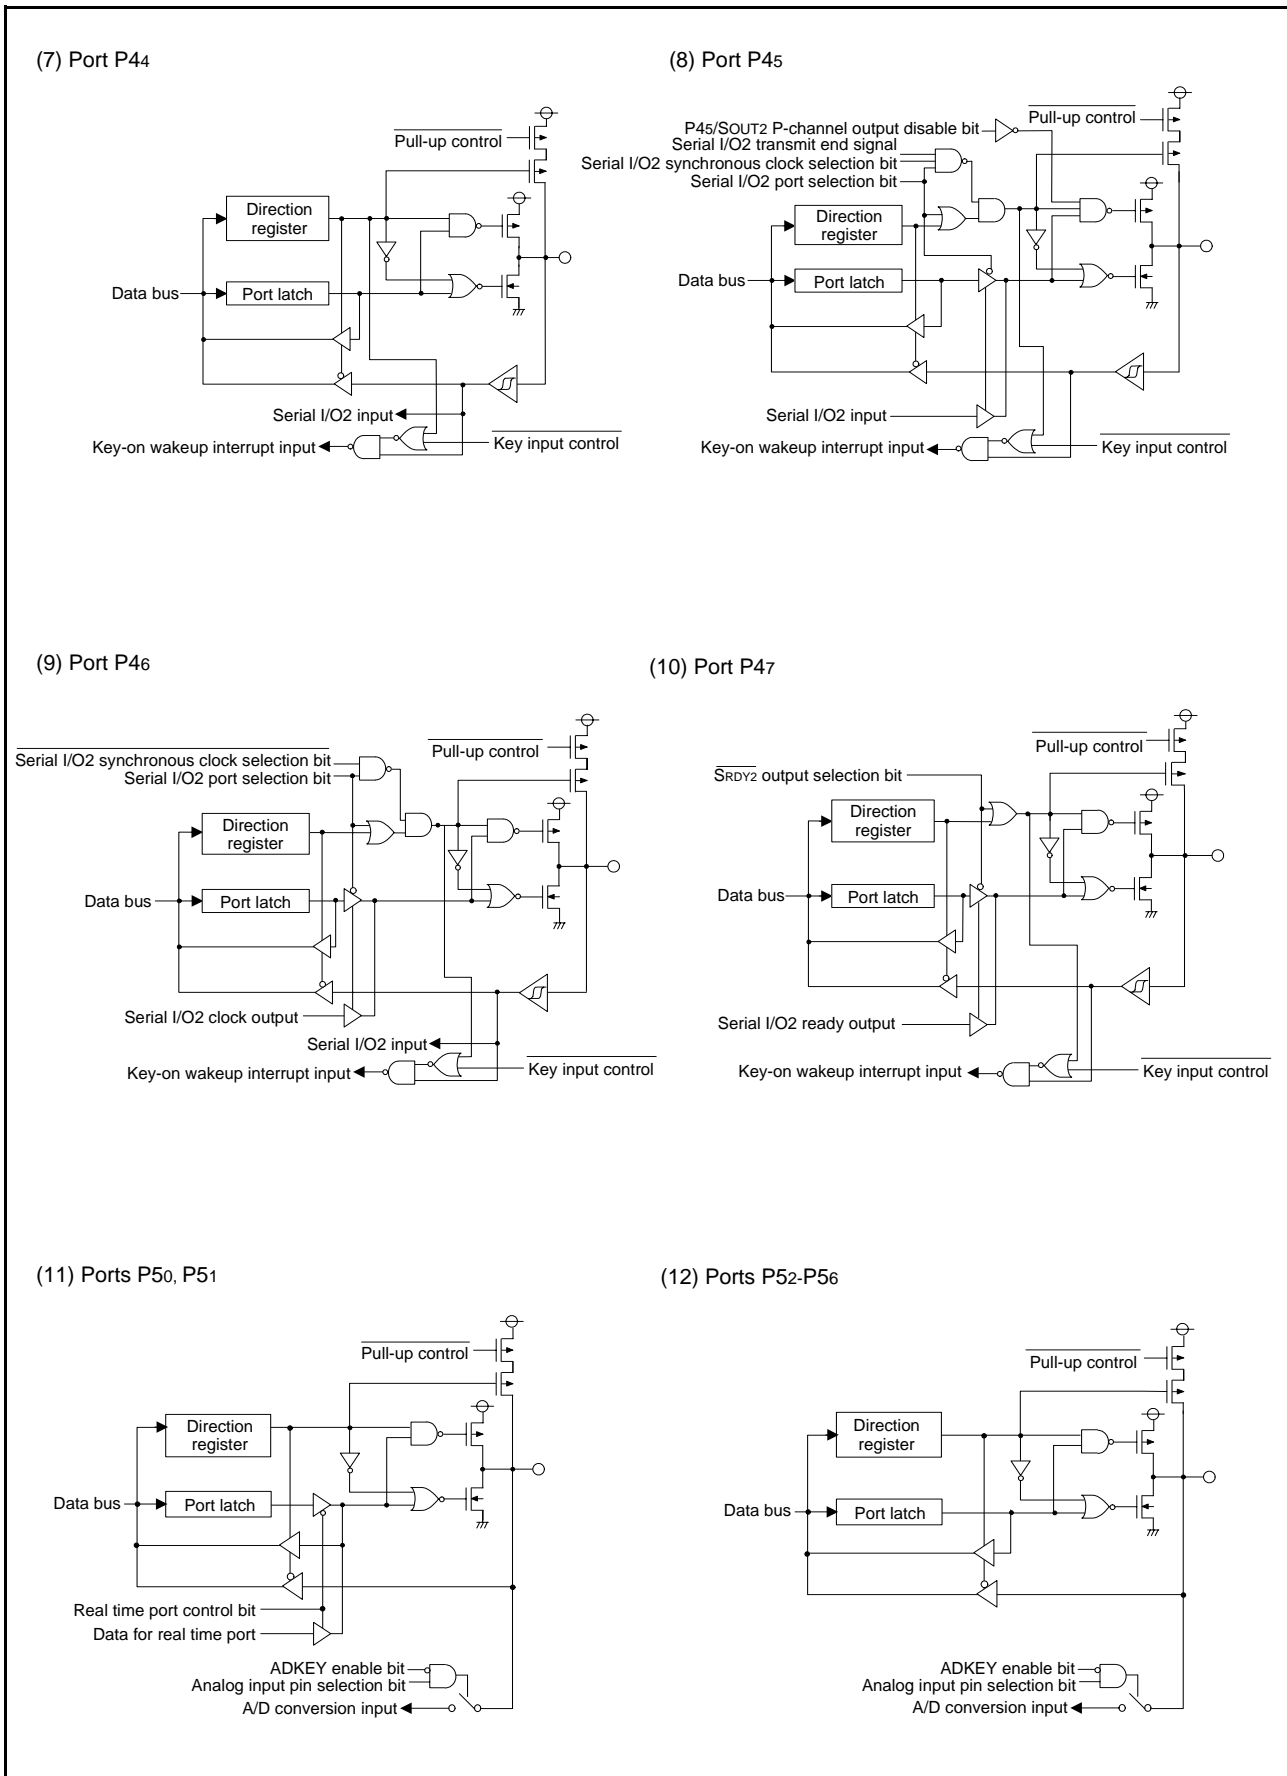 (7) Port P44
Pull-up control
Direction register
Data bus
Port latch
Serial I/O2 input
Key-on wakeup interrupt input
Key input control
(8) Port P45
Pull-up control
P45/SOUT2 P-channel output disable bit
Serial I/O2 transmit end signal
Serial I/O2 synchronous clock selection bit
Serial I/O2 port selection bit
Direction register
Data bus
Port latch
Serial I/O2 input
Key-on wakeup interrupt input
Key input control
(9) Port P46
Pull-up control
Serial I/O2 synchronous clock selection bit
Serial I/O2 port selection bit
Direction register
Data bus
Port latch
Serial I/O2 clock output
Serial I/O2 input
Key-on wakeup interrupt input
Key input control
(10) Port P47
Pull-up control
SRDY2 output selection bit
Direction register
Data bus
Port latch
Serial I/O2 ready output
Key-on wakeup interrupt input
Key input control
(11) Ports P50, P51
Pull-up control
Direction register
Data bus
Port latch
Real time port control bit
Data for real time port
ADKEY enable bit
Analog input pin selection bit
A/D conversion input
(12) Ports P52-P56
Pull-up control
Direction register
Data bus
Port latch
ADKEY enable bit
Analog input pin selection bit
A/D conversion input